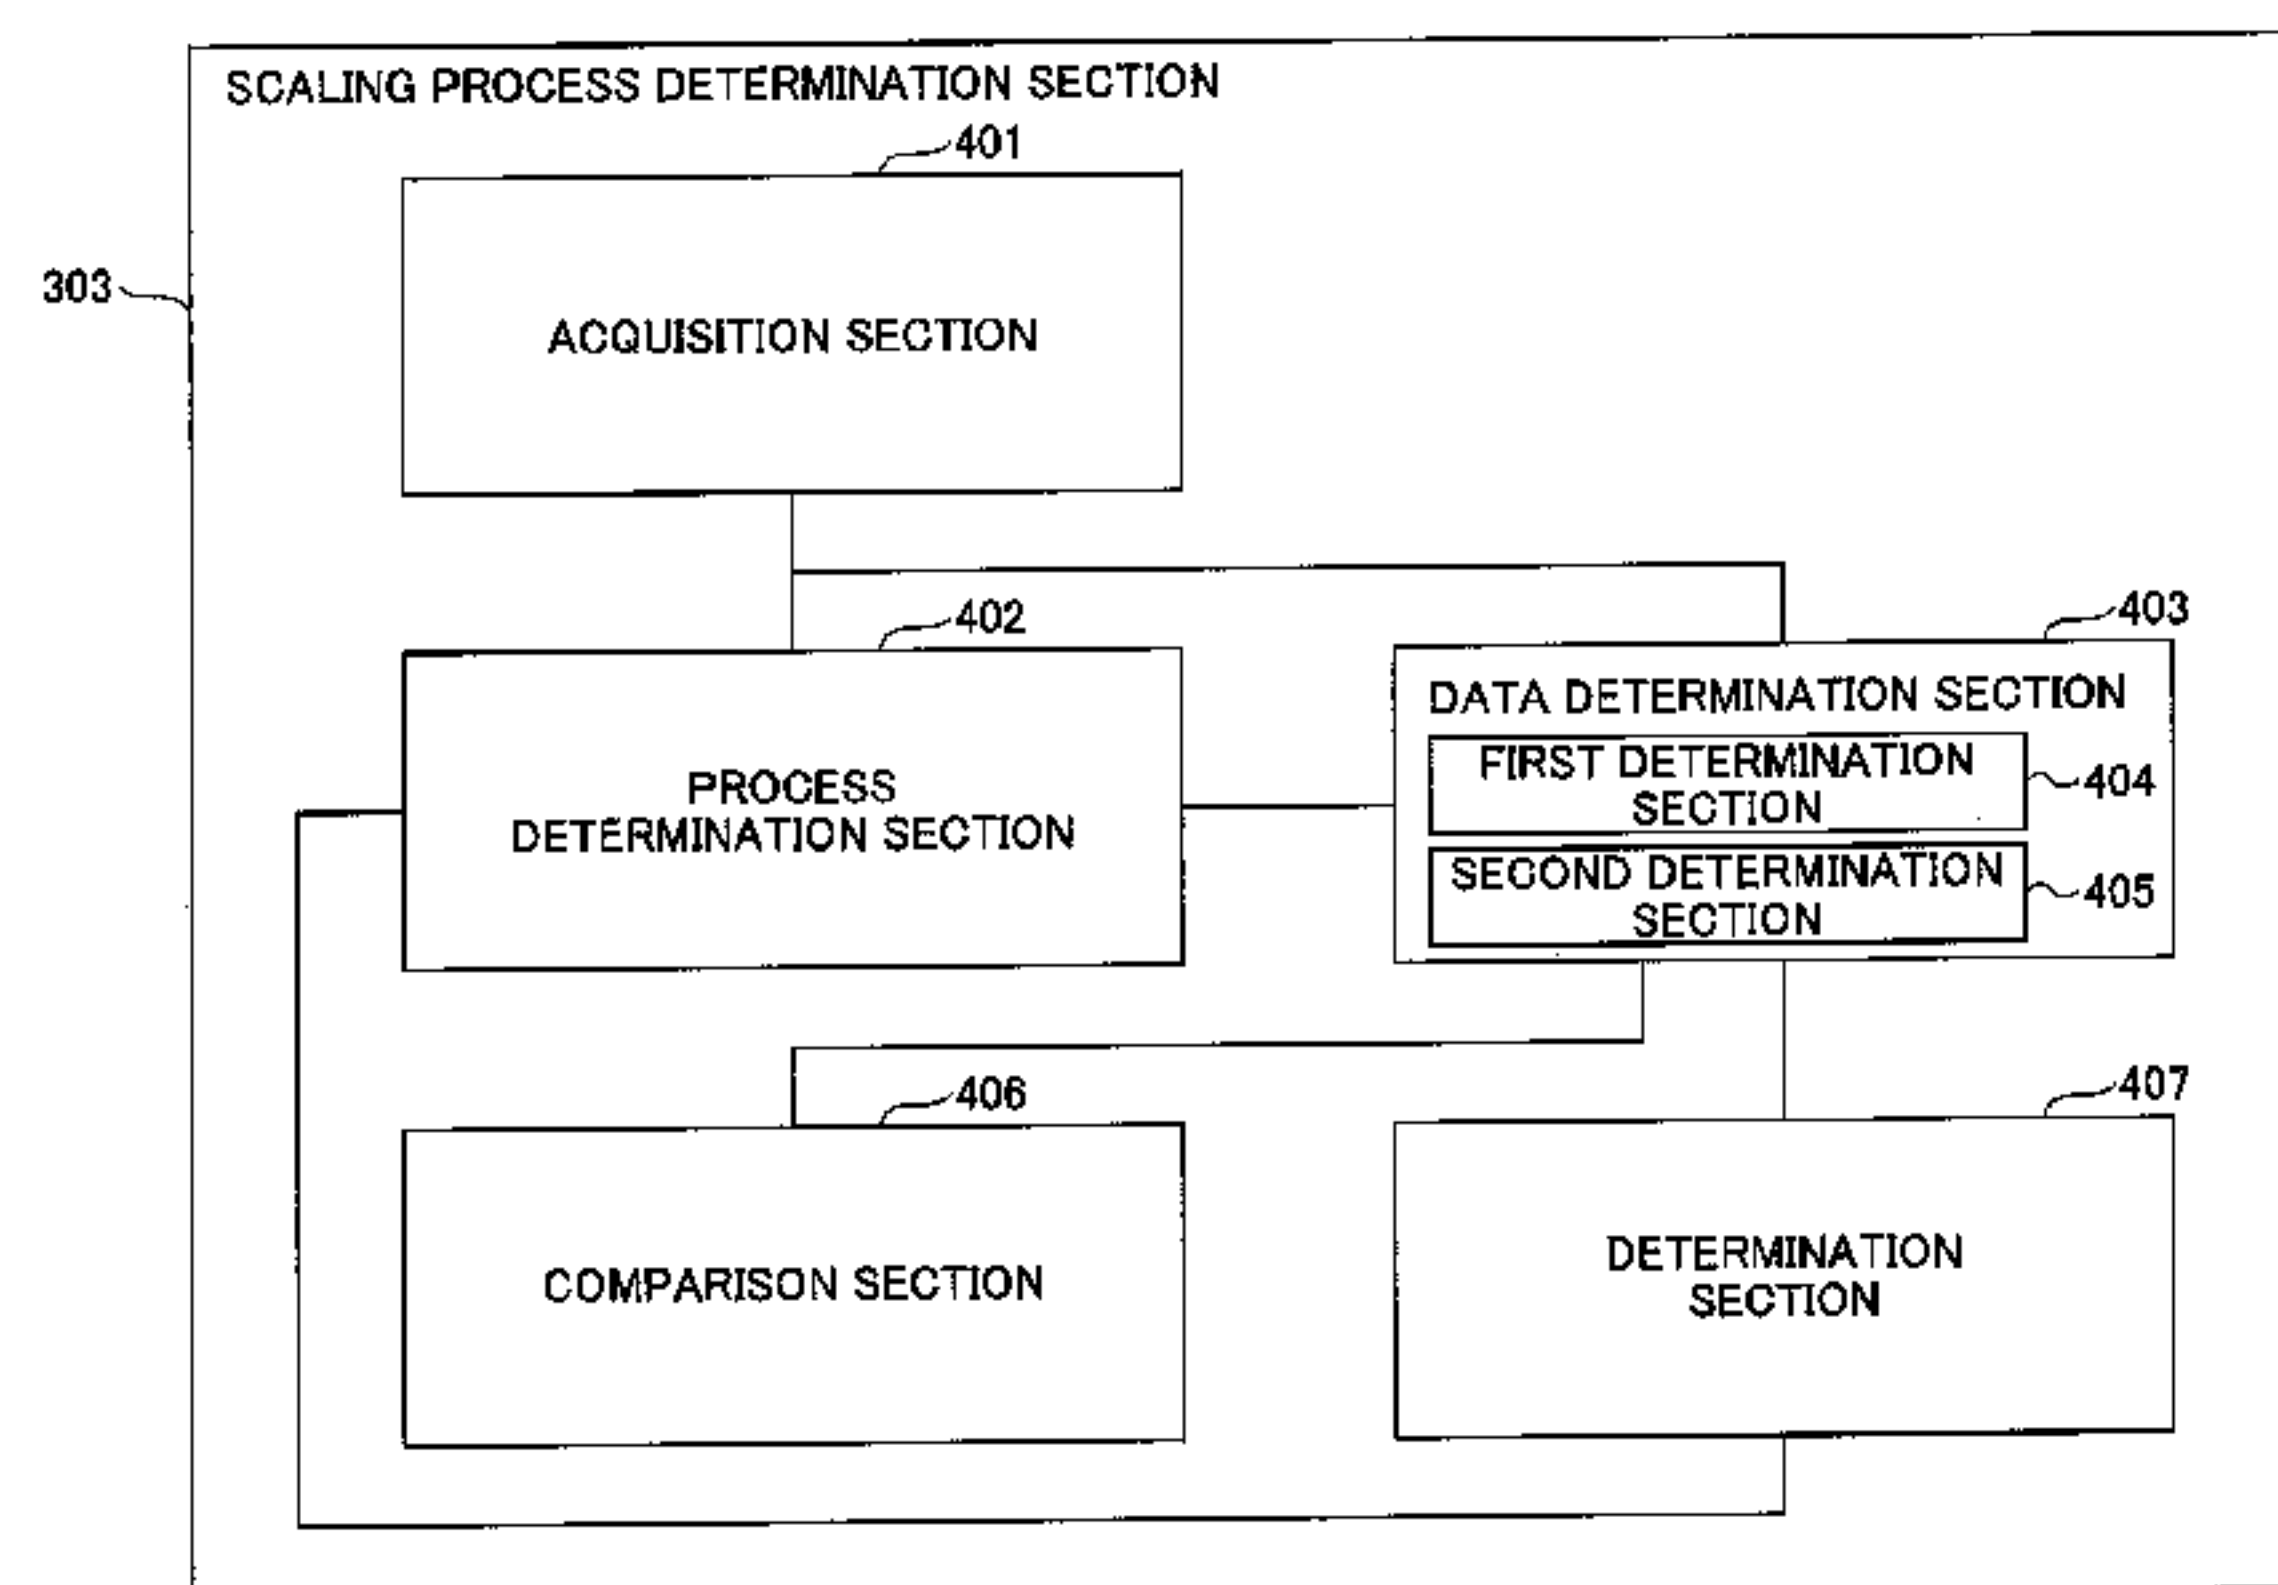 SCALING PROCESS DETERMINATION SECTION
401
303
ACQUISITION SECTION
402
403
DATA DETERMINATION SECTION
FIRST DETERMINATION
SECTION
404
PROCESS
DETERMINATION SECTION
SECOND DETERMINATION
SECTION
405
406
407
COMPARISON SECTION
DETERMINATION
SECTION